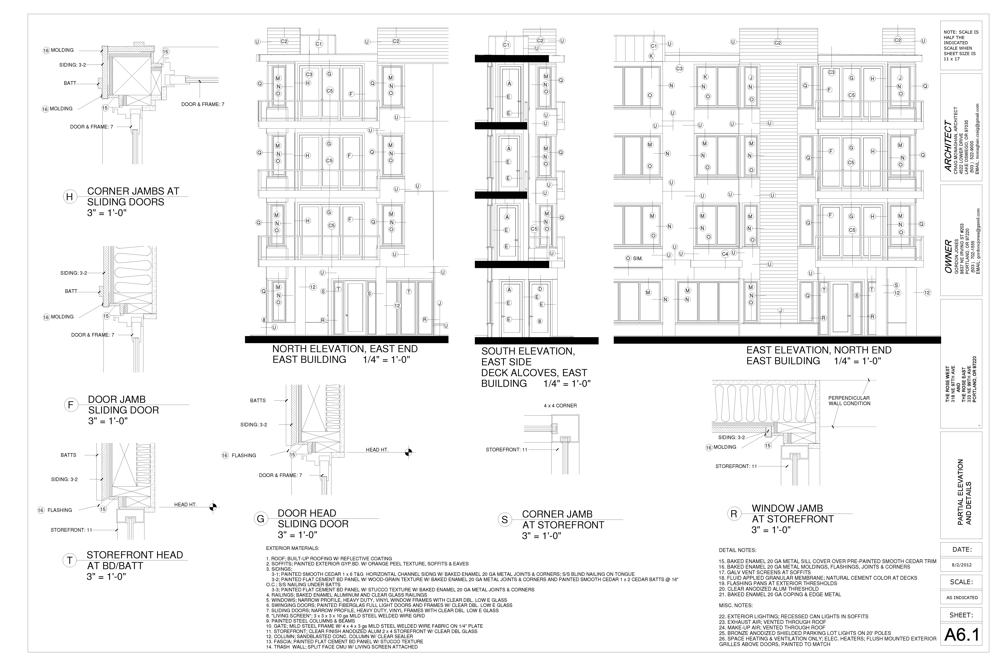 16 MOLDING
SIDING: 3-2
BATT
16 MOLDING
15
15
DOOR & FRAME: 7
DOOR & FRAME: 7
H CORNER JAMBS AT
SLIDING DOORS
3" = 1'-0"
SIDING: 3-2
BATT
16 MOLDING
15
DOOR & FRAME: 7
F DOOR JAMB
SLIDING DOOR
3" = 1'-0"
BATTS
SIDING: 3-2
16 FLASHING
15
HEAD HT.
STOREFRONT: 11
T STOREFRONT HEAD
AT BD/BATT
3" = 1'-0"
U C2 C1 U C2
M N O Q C3 H G C5 F Q M N O
U
U
M N O Q H G C5 F Q M N O
U U
M N O Q H G C5 F Q M N O
U
U U
Q M N O 12 S T S T 12 J
8 R R U
U
NORTH ELEVATION, EAST END
EAST BUILDING 1/4" = 1'-0"
C1 C2 U
U
A E E M N O Q
U
U
A E E M N O Q
U
U
A E E C5 M N O Q
U
A E E D E E 8
SOUTH ELEVATION,
EAST SIDE
DECK ALCOVES, EAST
BUILDING 1/4" = 1'-0"
C1 U K C3 U C2 C2 U
N O K N O J N O Q C3 F G C5 H J N O Q
U U U U U
M N O M N O M N O Q F G C5 H M N O Q
U U U U
M N O M N O M N O Q F G C5 H M N O Q
O SIM.
U U U C4 U U U
M N M N M N O Q T S T S 12 12
J R R
EAST ELEVATION, NORTH END
EAST BUILDING 1/4" = 1'-0"
BATTS
SIDING: 3-2
16 FLASHING
15
HEAD HT.
DOOR & FRAME: 7
G DOOR HEAD
SLIDING DOOR
3" = 1'-0"
4 x 4 CORNER
STOREFRONT: 11
S CORNER JAMB
AT STOREFRONT
3" = 1'-0"
PERPENDICULAR
WALL CONDITION
SIDING: 3-2
16 MOLDING
15
STOREFRONT: 11
R WINDOW JAMB
AT STOREFRONT
3" = 1'-0"
EXTERIOR MATERIALS:
1. ROOF; BUILT-UP ROOFING W/ REFLECTIVE COATING
2. SOFFITS; PAINTED EXTERIOR GYP.BD. W/ ORANGE PEEL TEXTURE, SOFFITS & EAVES
3. SIDINGS;
3-1; PAINTED SMOOTH CEDAR 1 x 6 T&G HORIZONTAL CHANNEL SIDNG W/ BAKED ENAMEL 20 GA METAL JOINTS & CORNERS; S/S BLIND NAILING ON TONGUE
3-2; PAINTED FLAT CEMENT BD PANEL W/ WOOD-GRAIN TEXTURE W/ BAKED ENAMEL 20 GA METAL JOINTS & CORNERS AND PAINTED SMOOTH CEDAR 1 x 2 CEDAR BATTS @ 16"
O.C.; S/S NAILING UNDER BATTS
3-3; PAINTED FLAT CEMENT BD PANEL W/ STUCCO TEXTURE W/ BAKED ENAMEL 20 GA METAL JOINTS & CORNERS
4. RAILINGS; BAKED ENAMEL ALUMINUM AND CLEAR GLASS RAILINGS
5. WINDOWS; NARROW PROFILE, HEAVY DUTY, VINYL WINDOW FRAMES WITH CLEAR DBL. LOW E GLASS
6. SWINGING DOORS; PAINTED FIBERGLAS FULL LIGHT DOORS AND FRAMES W/ CLEAR DBL. LOW E GLASS
7. SLIDING DOORS; NARROW PROFILE, HEAVY DUTY, VINYL FRAMES WITH CLEAR DBL. LOW E GLASS
8. "LIVING SCREEN"; 3 x 3 x 3 x 10 ga MILD STEEL WELDED WIRE GRID
9. PAINTED STEEL COLUMNS & BEAMS
10. GATE; MILD STEEL FRAME W/ 4 x 4 x 3 ga MILD STEEL WELDED WIRE FABRIC ON 1/4" PLATE
11. STOREFRONT; CLEAR FINISH ANODIZED ALUM 2 x 4 STOREFRONT W/ CLEAR DBL GLASS
12. COLUMN; SANDBLASTED CONC. COLUMN W/ CLEAR SEALER
13. FASCIA; PAINTED FLAT CEMENT BD PANEL W/ STUCCO TEXTURE
14. TRASH WALL; SPLIT FACE CMU W/ LIVING SCREEN ATTACHED
DETAIL NOTES:
15. BAKED ENAMEL 20 GA METAL SILL COVER OVER PRE-PAINTED SMOOTH CEDAR TRIM
16. BAKED ENAMEL 20 GA METAL MOLDINGS, FLASHINGS, JOINTS & CORNERS
17. GALV VENT SCREENS AT SOFFITS
18. FLUID APPLIED GRANULAR MEMBRANE; NATURAL CEMENT COLOR AT DECKS
19. FLASHING PANS AT EXTERIOR THRESHOLDS
20. CLEAR ANODIZED ALUM THRESHOLD
21. BAKED ENAMEL 20 GA COPING & EDGE METAL
MISC. NOTES:
22. EXTERIOR LIGHTING; RECESSED CAN LIGHTS IN SOFFITS
23. EXHAUST AIR; VENTED THROUGH ROOF
24. MAKE-UP AIR; VENTED THROUGH ROOF
25. BRONZE ANODIZED SHIELDED PARKING LOT LIGHTS ON 20' POLES
26. SPACE HEATING & VENTILATION ONLY; ELEC. HEATERS; FLUSH MOUNTED EXTERIOR
GRILLES ABOVE DOORS, PAINTED TO MATCH
NOTE: SCALE IS
HALF THE
INDICATED
SCALE WHEN
SHEET SIZE IS
11 x 17
ARCHITECT
CRAIG MONAGHAN, ARCHITECT
4522 LOWER DRIVE
LAKE OSWEGO, OR 97035
(503 ) 5222-9000
EMAIL: monaghan.craig@gmail.com
OWNER
GORDON JONES
9837 NE IRVING ST #203
PORTLAND, OR 97220
(503 ) 702-1555
EMAIL: gordoncjones@gamil.com
THE ROSE WEST
318 NE 97TH AVE
AND
THE ROSE EAST
333 NE 99TH AVE
PORTLAND, OR 97220
PARTIAL ELEVATION
AND DETAILS
DATE:
8/2/2012
SCALE:
AS INDICATED
SHEET:
A6.1